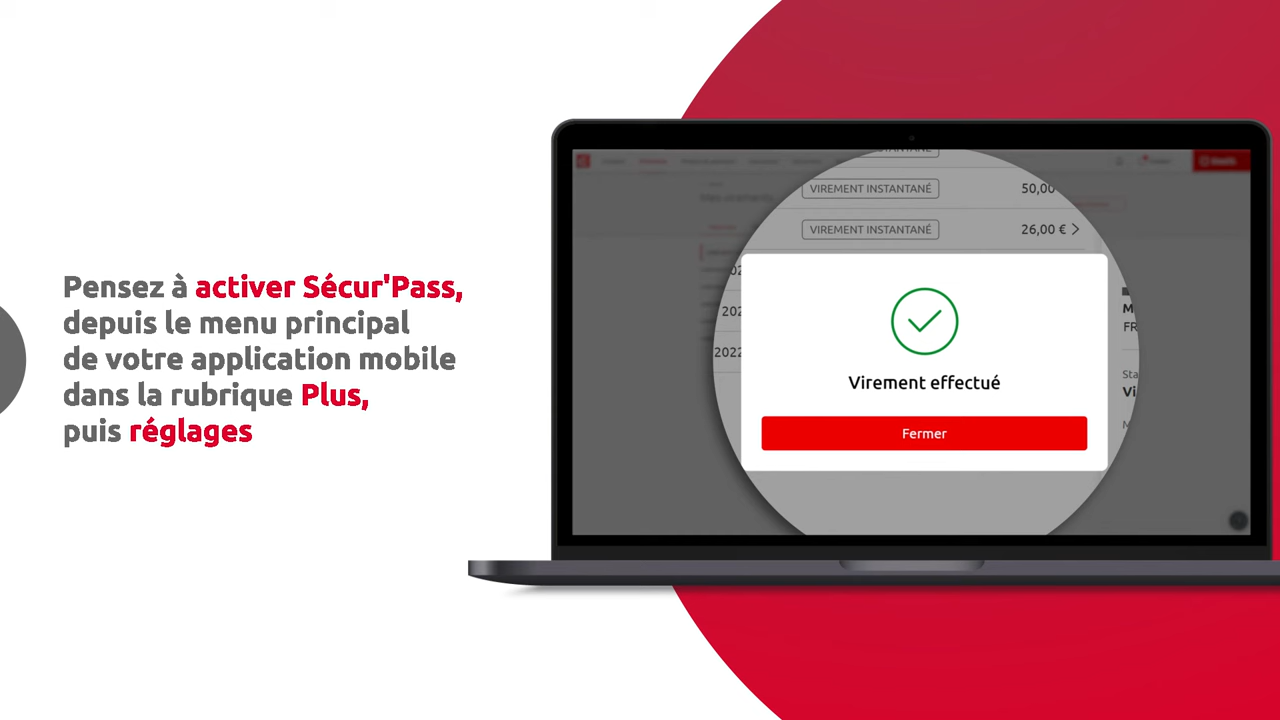 Pensez à activer Sécur'Pass,
depuis le menu principal
de votre application mobile
dans la rubrique Plus,
puis réglages
VIREMENT INSTANTANÉ 50,00
VIREMENT INSTANTANÉ 26,00 €
2022
Virement effectué
Fermer